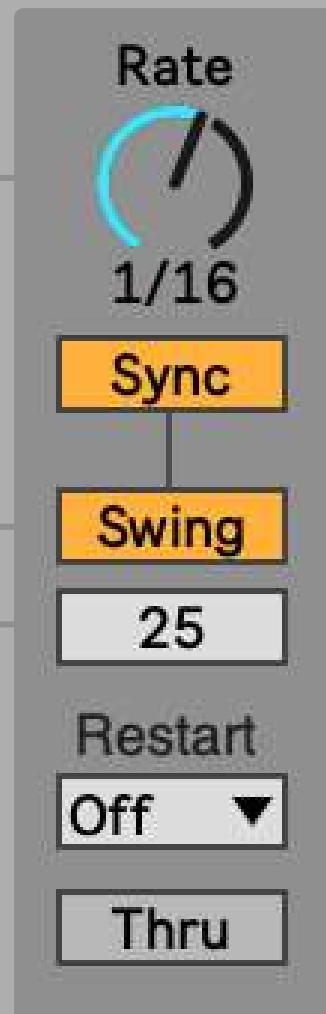 Rate
1/16
Sync
Swing
25
Restart
Off
Thru